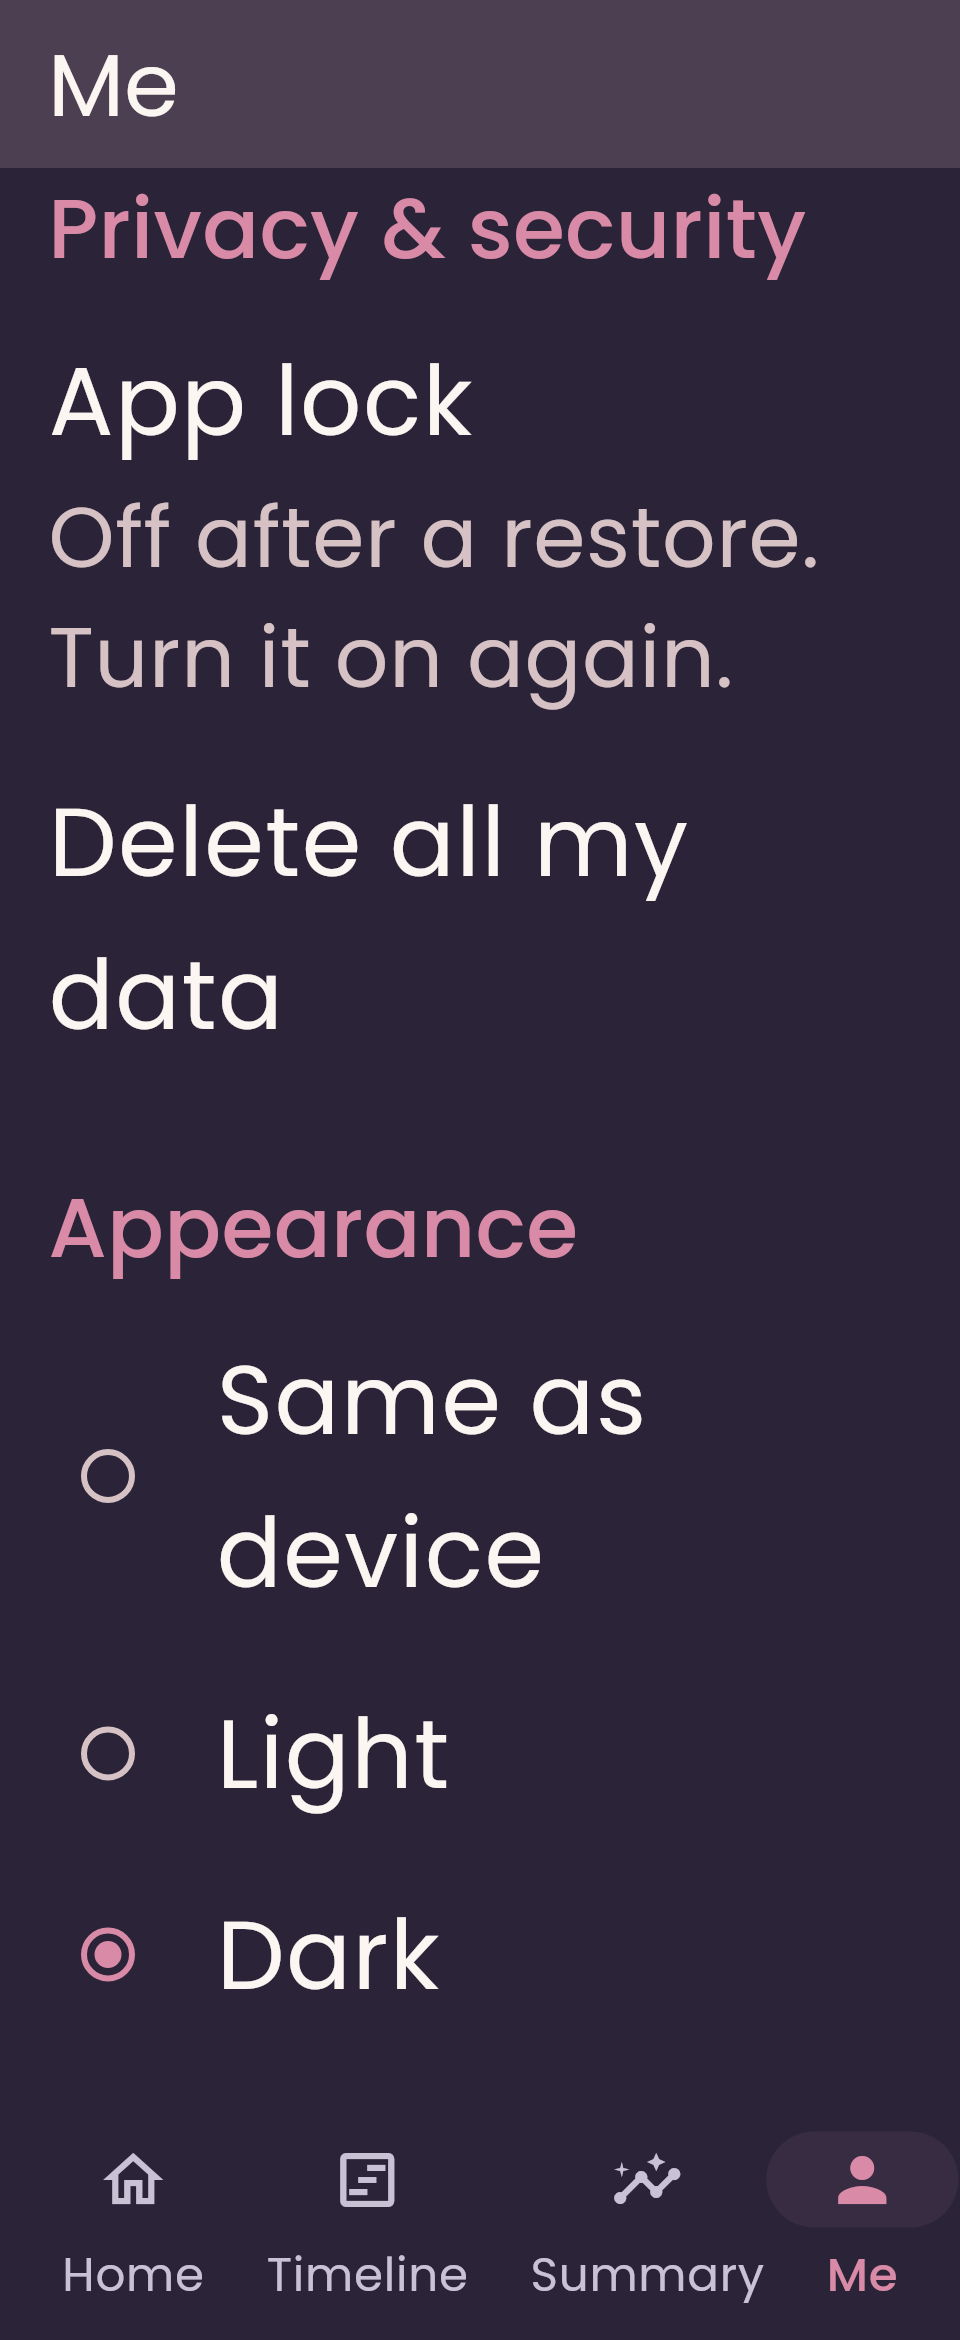 Me
Privacy & security
App lock
Off after a restore.
Turn it on again.
Delete all my
data
Appearance
Same as
device
Light
Dark
Home
Timeline
Summary
Me